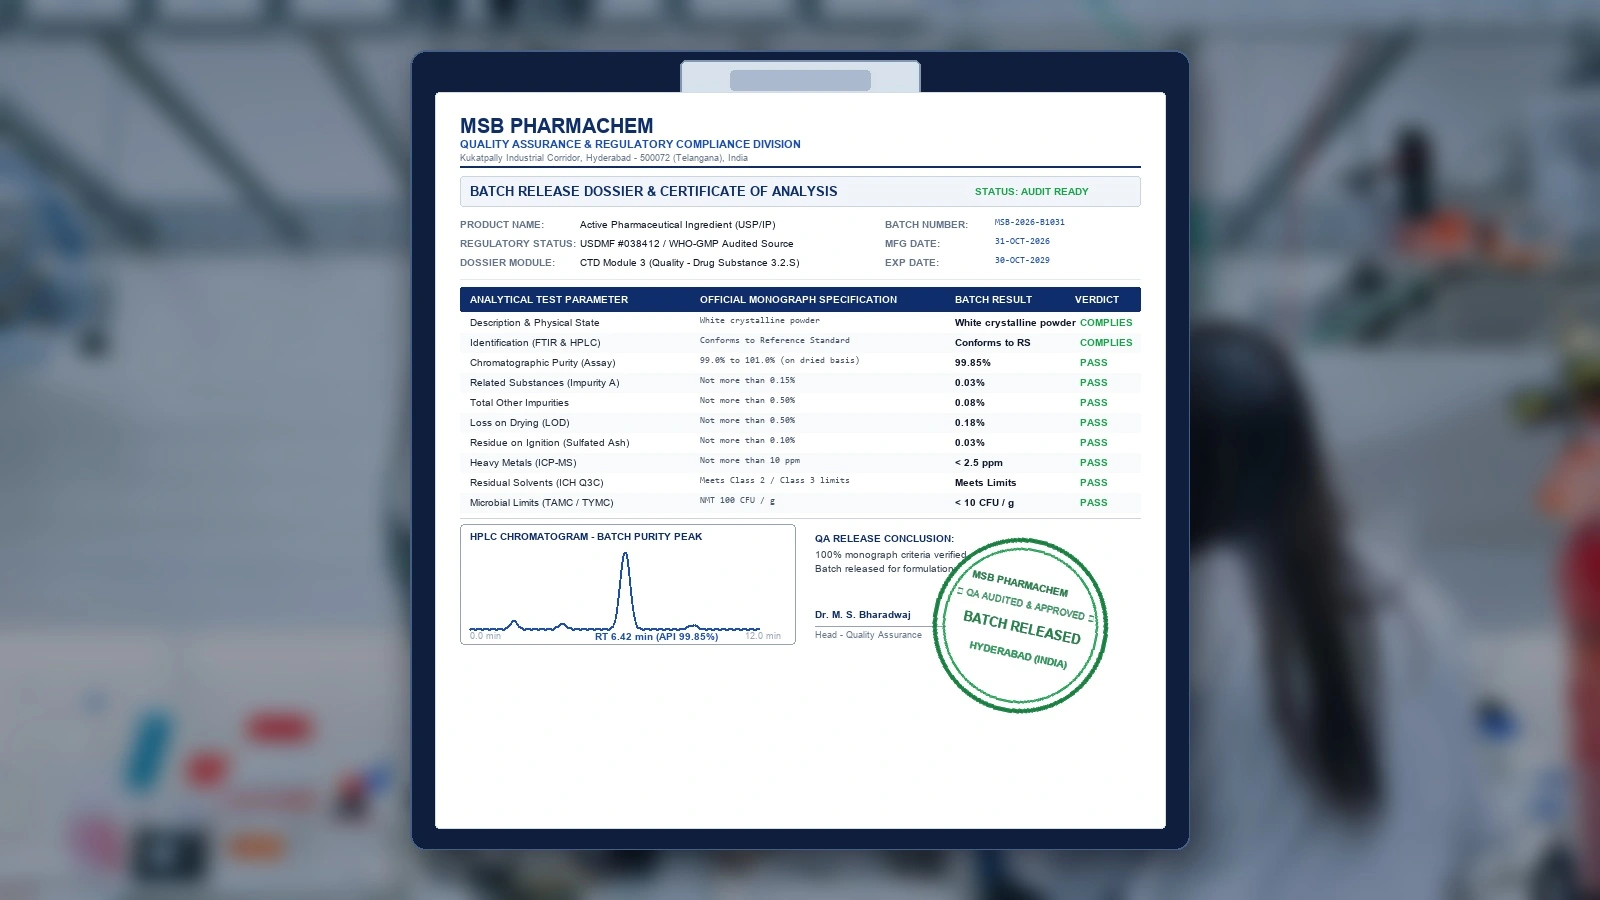 MSB PHARMACHEM
QUALITY ASSURANCE & REGULATORY COMPLIANCE DIVISION
Kukatpally Industrial Corridor, Hyderabad - 500072 (Telangana), India
BATCH RELEASE DOSSIER & CERTIFICATE OF ANALYSIS STATUS: AUDIT READY
PRODUCT NAME: Active Pharmaceutical Ingredient (USP/IP) BATCH NUMBER: MSB-2026-B1031
REGULATORY STATUS: USDMF #038412 / WHO-GMP Audited Source MFG DATE: 31-OCT-2026
DOSSIER MODULE: CTD Module 3 (Quality - Drug Substance 3.2.S) EXP DATE: 30-OCT-2029
ANALYTICAL TEST PARAMETER OFFICIAL MONOGRAPH SPECIFICATION BATCH RESULT VERDICT
Description & Physical State White crystalline powder White crystalline powder COMPLIES
Identification (FTIR & HPLC) Conforms to Reference Standard Conforms to RS COMPLIES
Chromatographic Purity (Assay) 99.0% to 101.0% (on dried basis) 99.85% PASS
Related Substances (Impurity A) Not more than 0.15% 0.03% PASS
Total Other Impurities Not more than 0.50% 0.08% PASS
Loss on Drying (LOD) Not more than 0.50% 0.18% PASS
Residue on Ignition (Sulfated Ash) Not more than 0.10% 0.03% PASS
Heavy Metals (ICP-MS) Not more than 10 ppm < 2.5 ppm PASS
Residual Solvents (ICH Q3C) Meets Class 2 / Class 3 limits Meets Limits PASS
Microbial Limits (TAMC / TYMC) NMT 100 CFU / g < 10 CFU / g PASS
HPLC CHROMATOGRAM - BATCH PURITY PEAK
0.0 min RT 6.42 min (API 99.85%) 12.0 min
QA RELEASE CONCLUSION:
100% monograph criteria verified
Batch released for formulation
Dr. M. S. Bharadwaj
Head - Quality Assurance
MSB PHARMACHEM
QA AUDITED & APPROVED
BATCH RELEASED
HYDERABAD (INDIA)